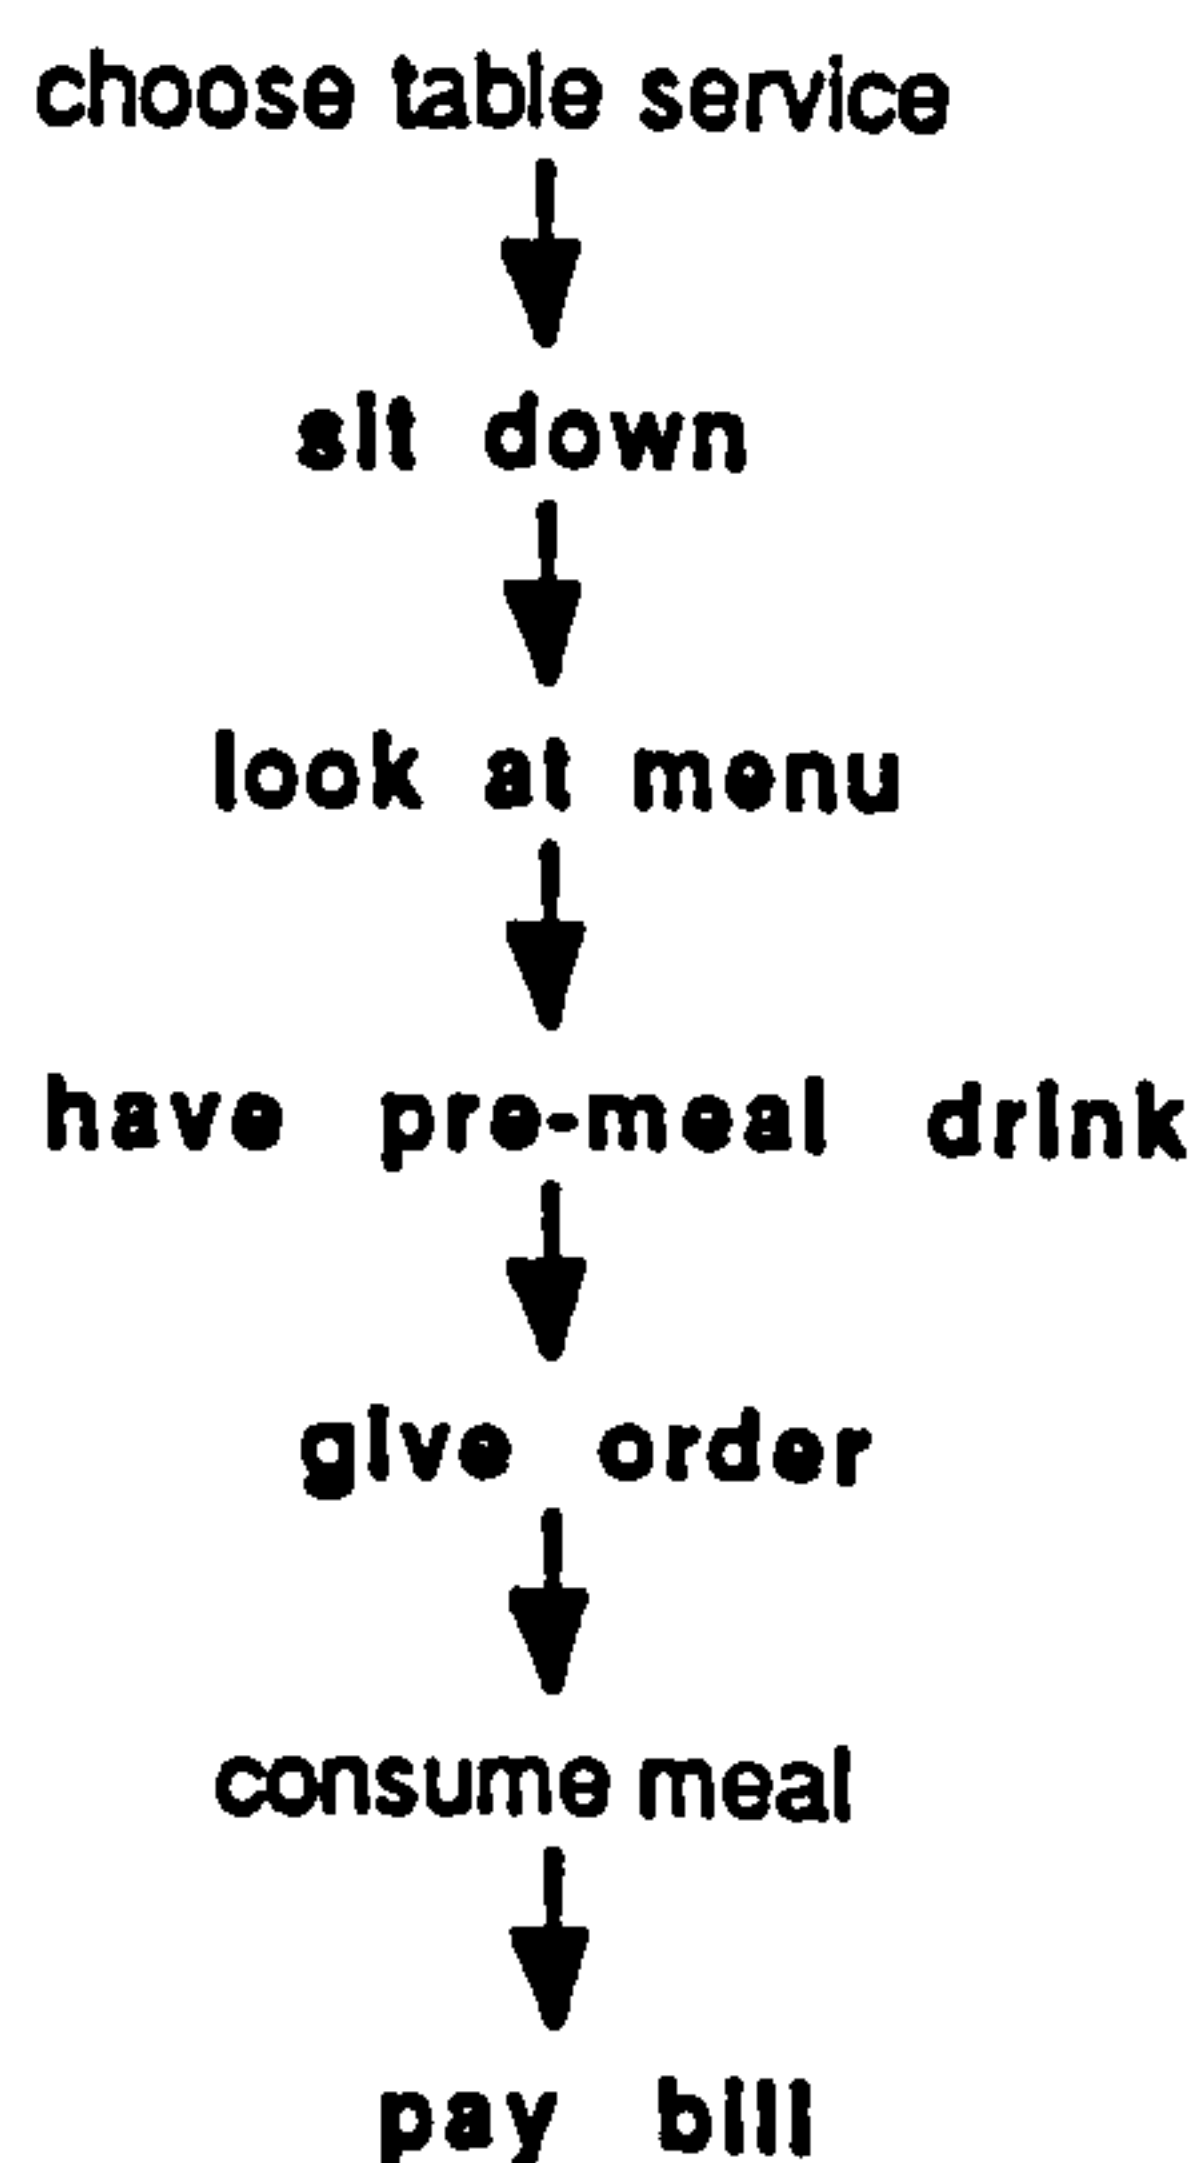 choose table service
sit down
look at menu
have pre-meal drink
give order
consume meal
pay bill